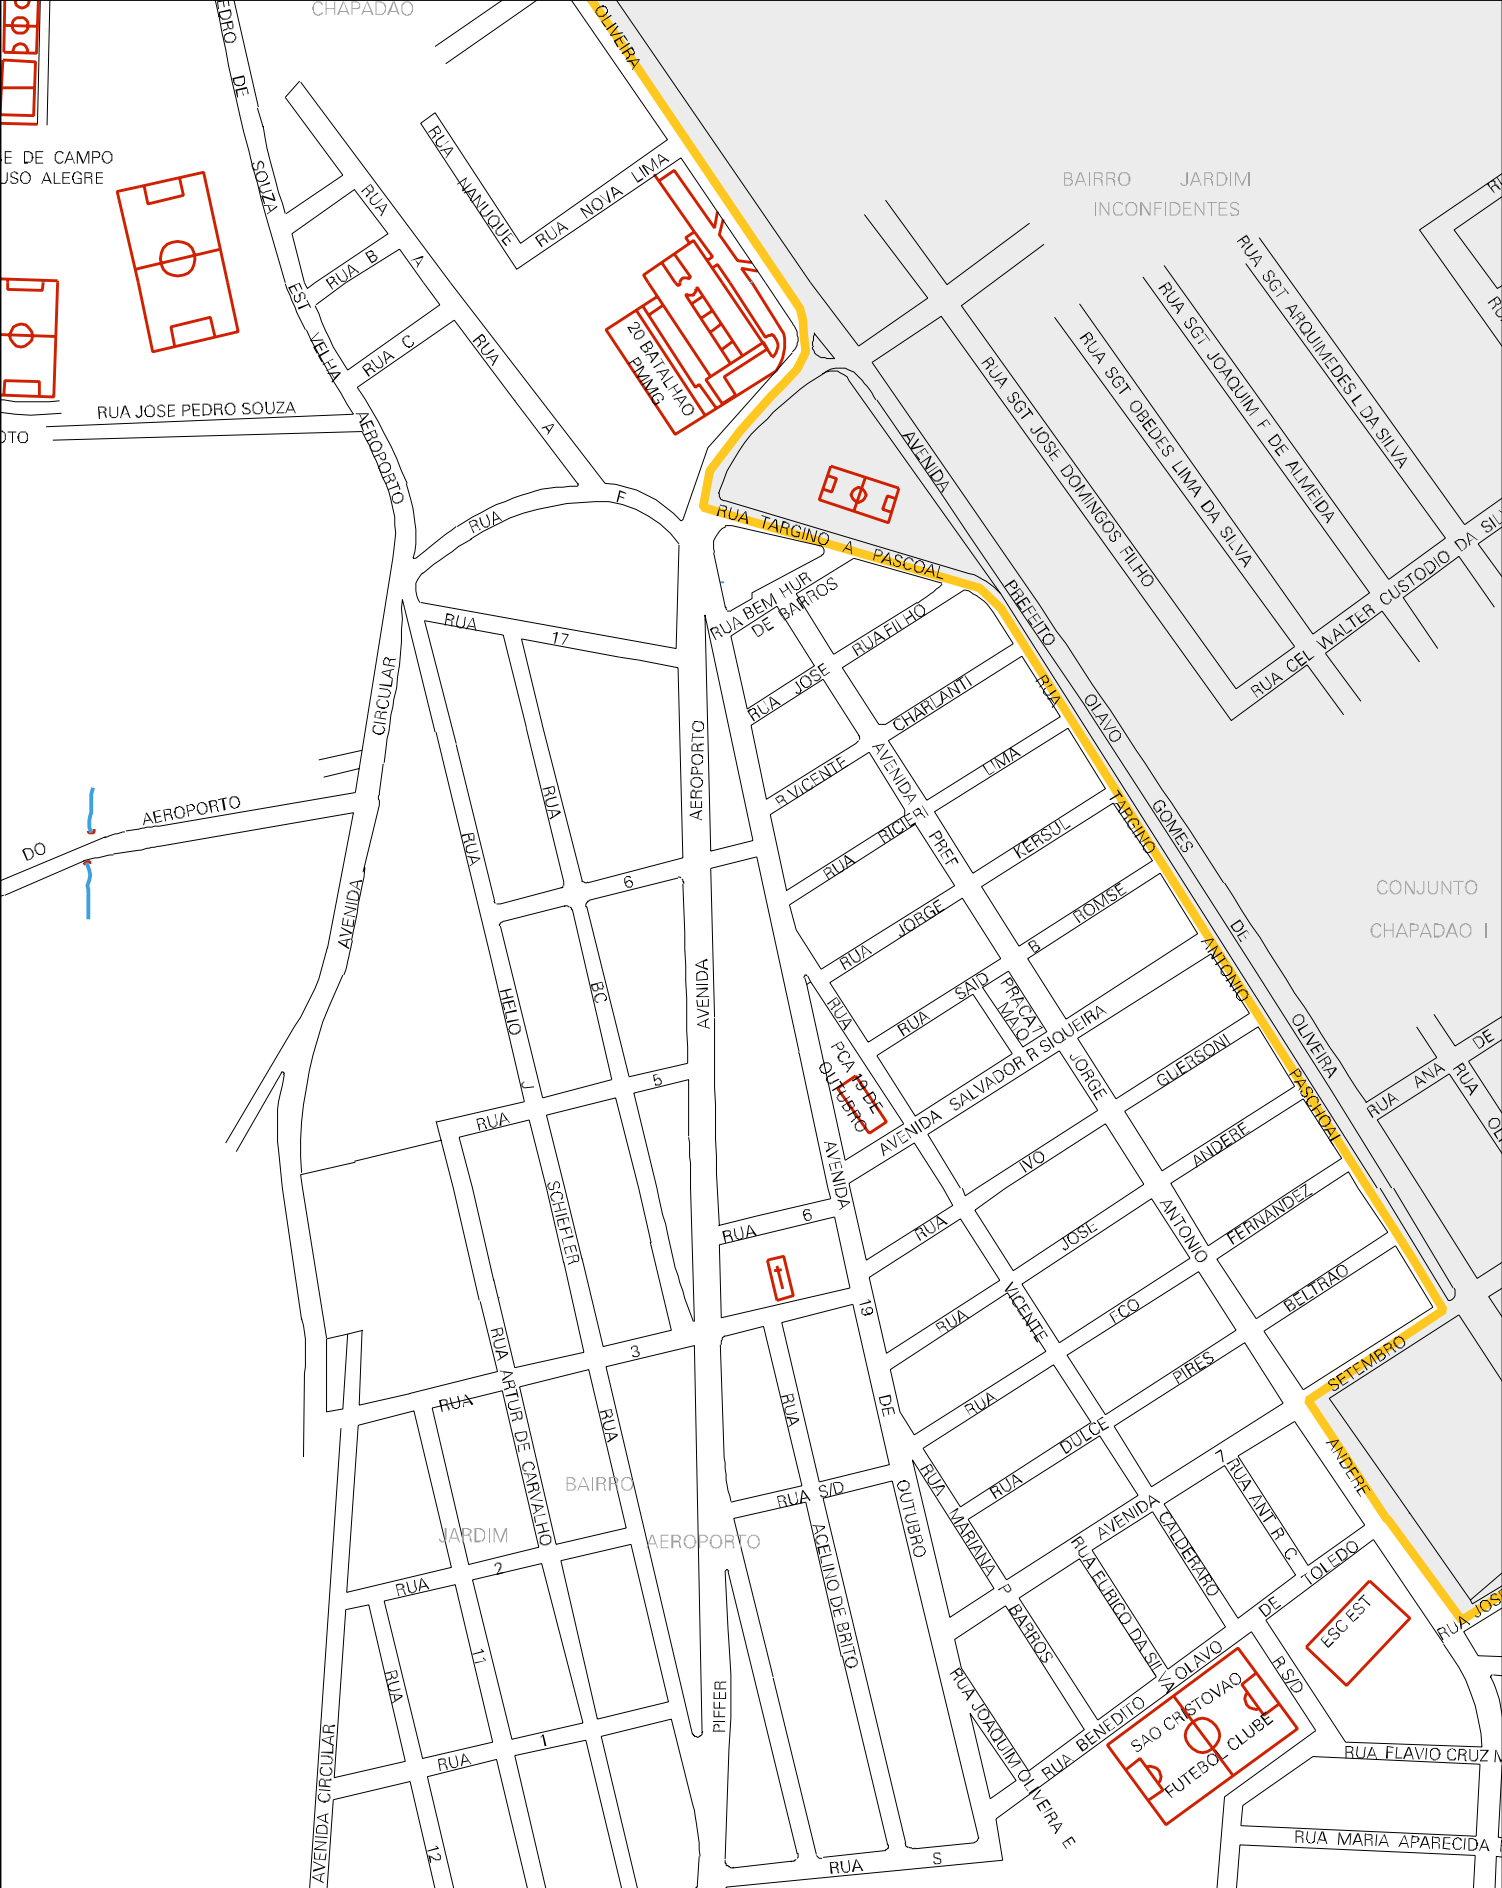 CHAPADAO
OLIVEIRA
DE
SOUZA
DE CAMPO
ALEGRE
RUA
NANUQUE
RUA NOVA LIMA
BAIRRO JARDIM
INCONFIDENTES
RUA A
RUA B
EST VELHA
RUA C
RUA A
RUA JOSE PEDRO SOUZA
AEROPORTO
20 BATALHAO
PMMG
RUA SGT ARQUIMEDES L DA SILVA
RUA SGT JOAQUIM F DE ALMEIDA
RUA SGT OBEDES LIMA DA SILVA
RUA SGT JOSE DOMINGOS FILHO
RUA CEL WALTER CUSTODIO DA
RUA F
RUA TARGINO A PASCOAL
AVENIDA PREFEITO OLAVO GOMES DE OLIVEIRA
RUA BEM HUR
DE BARROS
RUA 17
RUA JOSE FILHO
RUA
CHARLANTI
R VICENTE LIMA
RUA RICIERI KERSUL
RUA JORGE ROMSE
RUA SAID
AVENIDA PREF
JORGE ANTONIO ANDERE
RUA TARGINO ANTONIO PASCHOAL
CIRCULAR
AVENIDA
DO AEROPORTO
RUA HELIO J SCHIEFLER
RUA BC
RUA 6
AEROPORTO
AVENIDA
RUA 5
PRACA 1
MAIO
RUA
PCA 19 DE
OUTUBRO
AVENIDA SALVADOR R SIQUEIRA
GUERSONI
RUA IVO ANDERE
RUA JOSE FERNANDEZ
RUA FCO BELTRAO
RUA DULCE PIRES
AVENIDA 7 SETEMBRO
VICENTE
AVENIDA 19 DE OUTUBRO
RUA 6
RUA 3
RUA ARTUR DE CARVALHO
RUA
RUA ACELINO DE BRITO
RUA S/D
BAIRRO
JARDIM AEROPORTO
RUA MARIANA P BARROS
RUA EURICO DA SILVA
CALDERARO
RUA ANT R C
RUA BENEDITO OLAVO DE TOLEDO
RUA 2
RUA 11
RUA 1
12
PIFFER
AVENIDA CIRCULAR
RUA JOAQUIM OLIVEIRA E
SAO CRISTOVAO
FUTEBOL CLUBE
R S/D
ESC EST
RUA JOSE
RUA FLAVIO CRUZ
RUA MARIA APARECIDA
RUA S
CONJUNTO
CHAPADAO I
RUA ANA DE
RUA